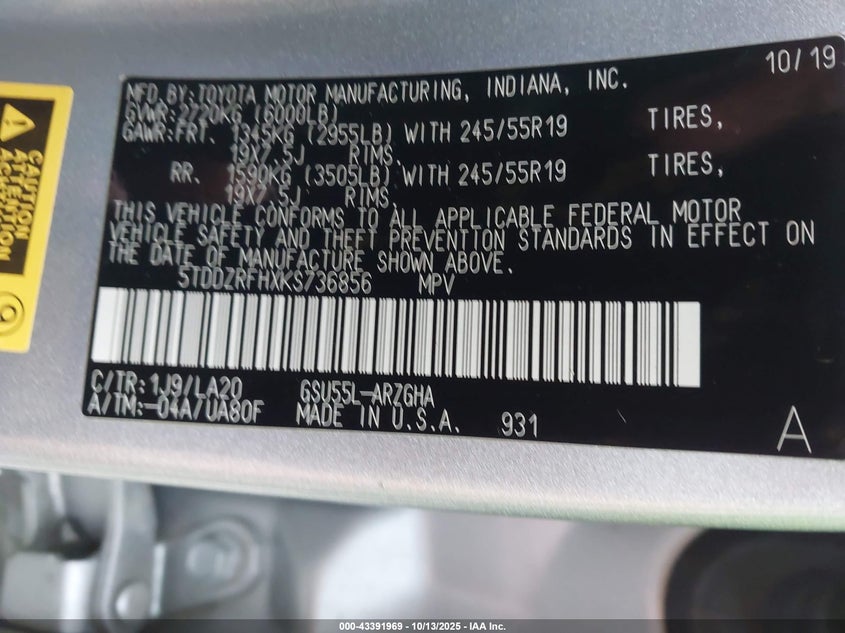 10/19
MFD.BY:TOYOTA MOTOR MANUFACTURING, INDIANA, INC.
GVWR:2720KG (6000LB)
GAWR:FRT. 1345KG (2955LB) WITH 245/55R19 TIRES,
19X7.5J RIMS,
RR. 1590KG (3505LB) WITH 245/55R19 TIRES,
19X7.5J RIMS,
THIS VEHICLE CONFORMS TO ALL APPLICABLE FEDERAL MOTOR
VEHICLE SAFETY AND THEFT PREVENTION STANDARDS IN EFFECT ON
THE DATE OF MANUFACTURE SHOWN ABOVE.
5TDDZRFHXKS736856 MPV
C/TR:1J9/LA20 GSU55L-ARZGHA
A/TM:-04A/UA80F MADE IN U.S.A. 931
A
CAUTION
ATTENTION
000-43391969 - 10/13/2025 - IAA Inc.